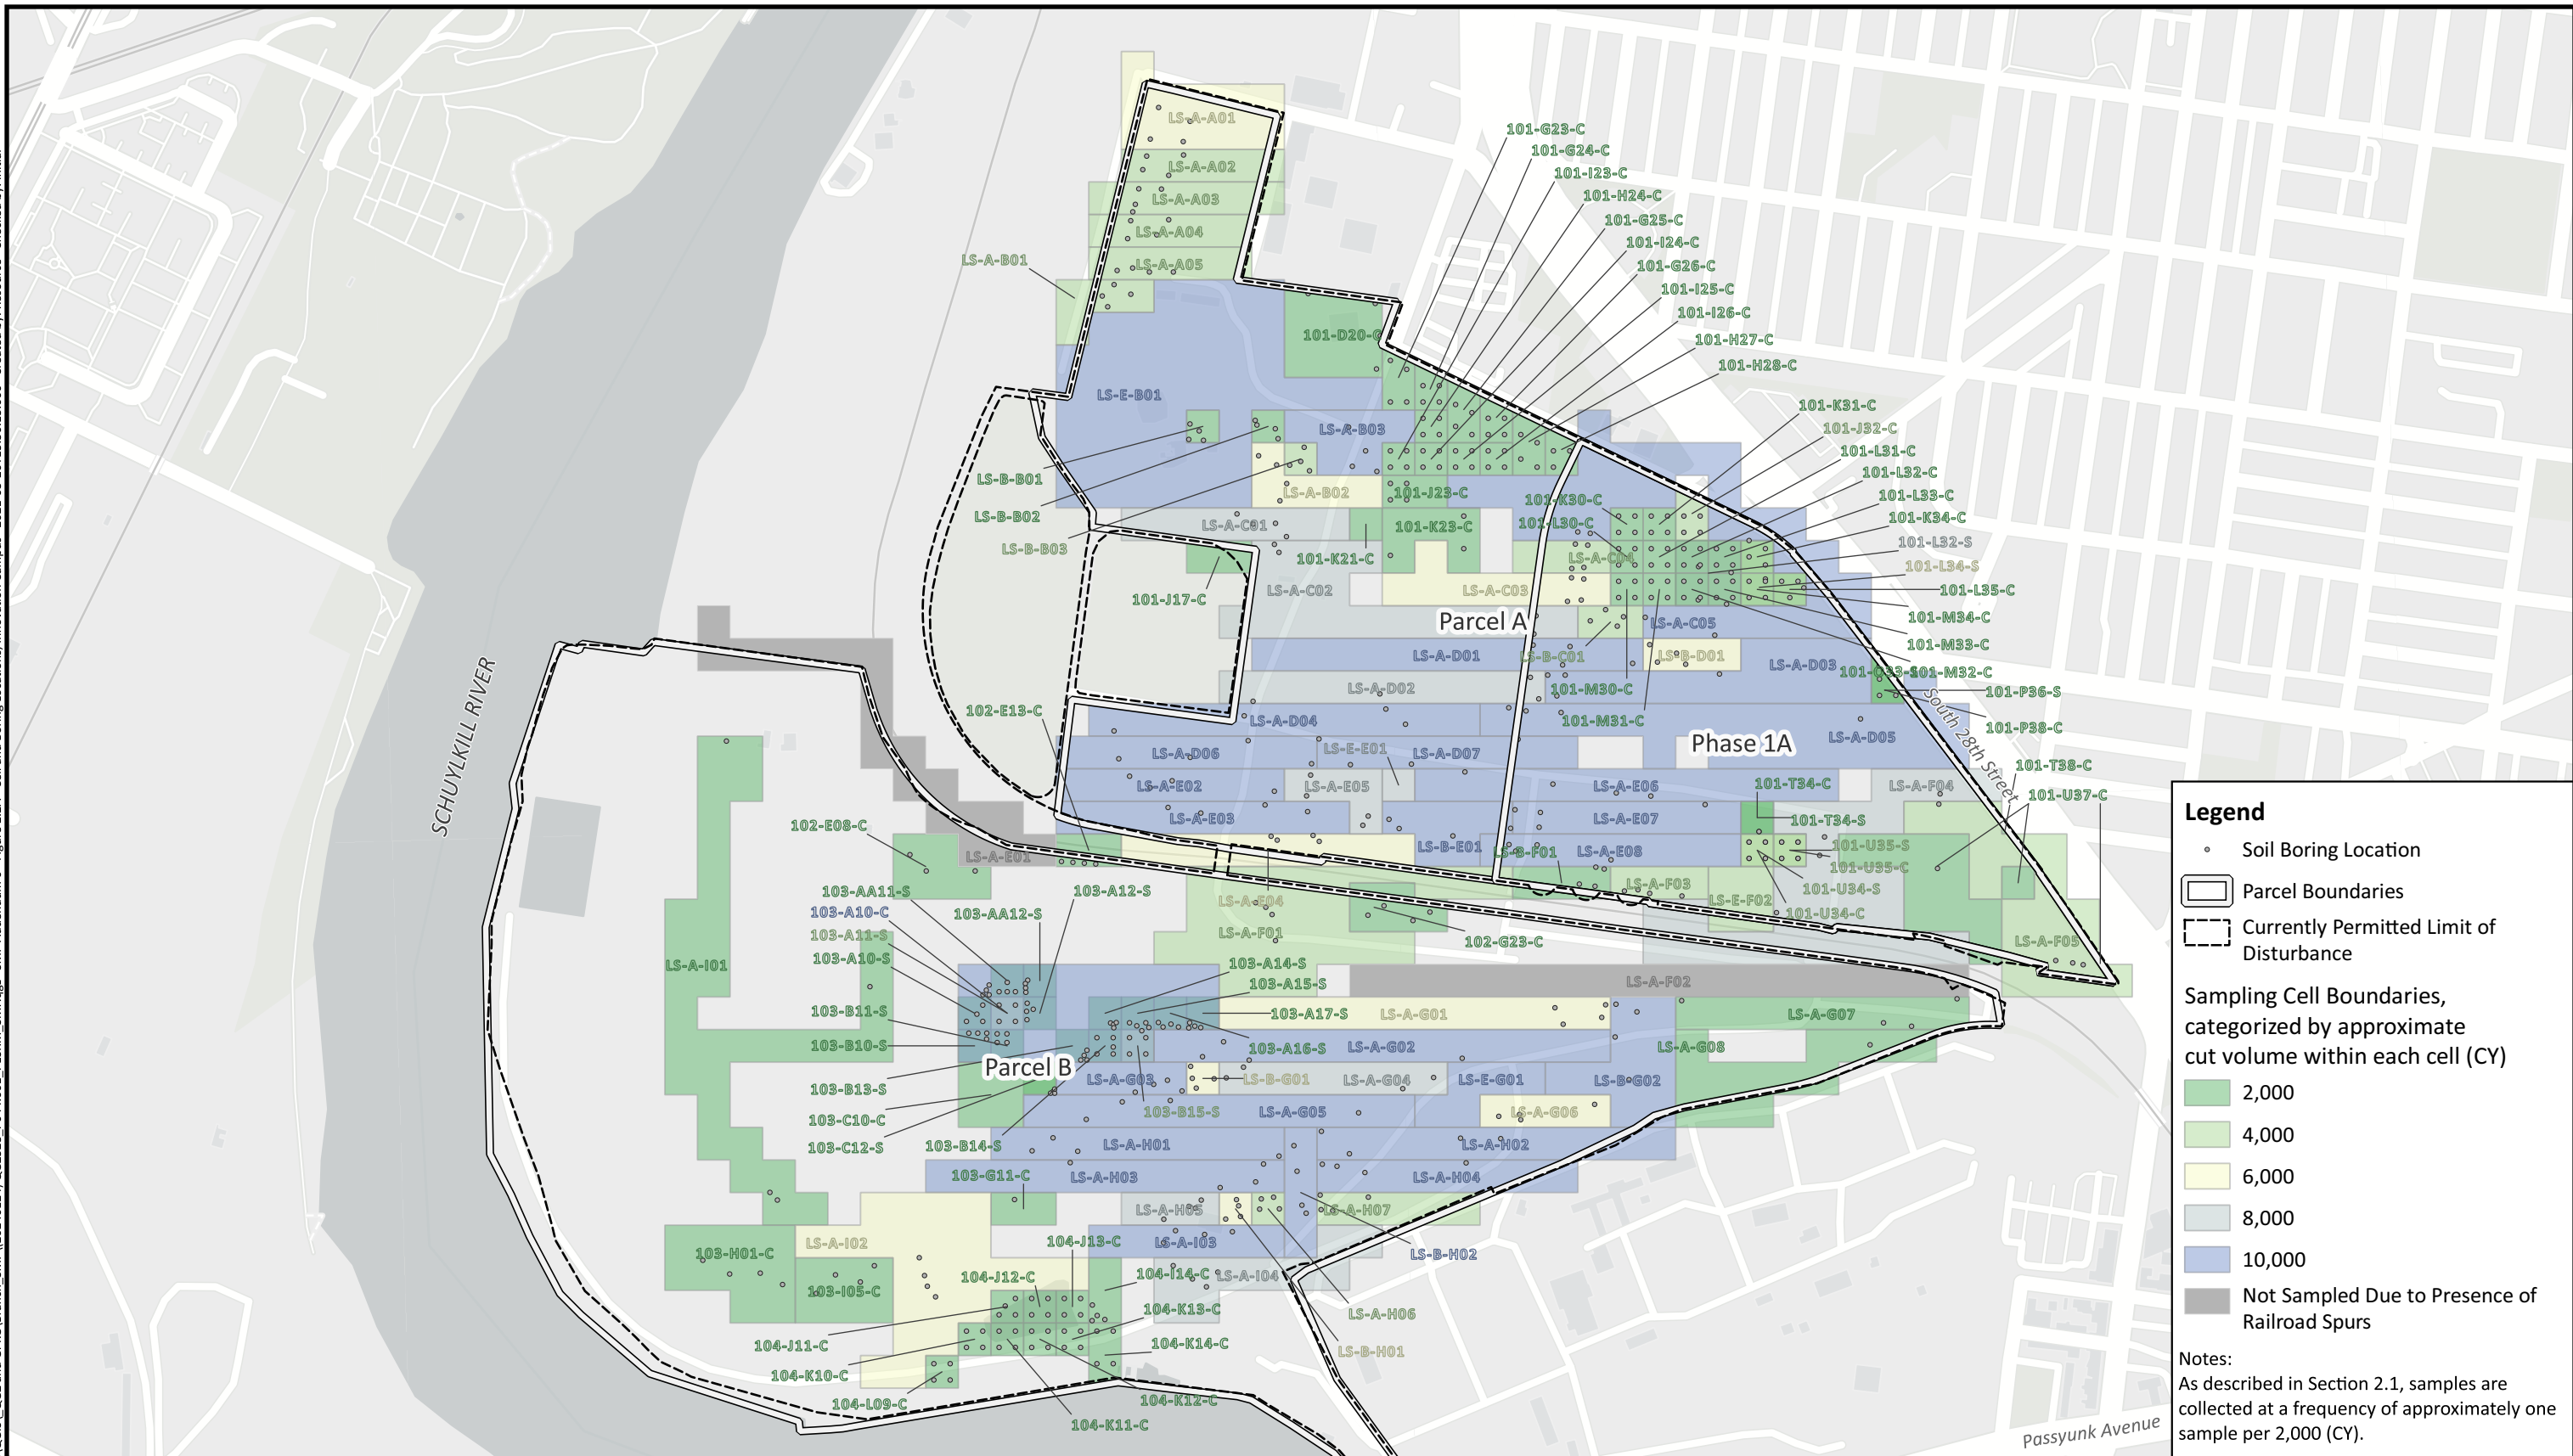 LS-A-A01
LS-A-A02
LS-A-A03
LS-A-A04
LS-A-A05
LS-A-B01
101-G23-C
101-G24-C
101-I23-C
101-H24-C
101-G25-C
101-I24-C
101-G26-C
101-I25-C
101-I26-C
101-H27-C
101-H28-C
LS-E-B01
LS-A-B03
LS-A-B02
LS-B-B01
LS-B-B02
LS-B-B03
101-J23-C
101-K23-C
101-K21-C
101-J17-C
101-K30-C
101-L30-C
101-K31-C
101-J32-C
101-L31-C
101-L32-C
101-L33-C
101-K34-C
101-L32-S
101-L34-S
101-L35-C
101-M34-C
101-M33-C
101-M32-C
101-P36-S
101-P38-C
LS-A-C01
LS-A-C02
LS-A-C03
LS-A-C04
LS-A-C05
Parcel A
LS-A-D01
LS-B-C01
LS-B-D01
LS-A-D03
LS-A-D02
101-M30-C
101-M31-C
LS-A-D04
LS-A-D05
LS-A-D06
LS-E-E01
LS-A-D07
Phase 1A
South 28th Street
102-E13-C
LS-A-E02
LS-A-E05
LS-A-E06
101-T34-C
LS-A-F04
101-T38-C
101-U37-C
LS-A-E03
LS-A-E07
101-T34-S
LS-B-E01
LS-B-F01
LS-A-E08
101-U35-S
101-U35-C
101-U34-S
101-U34-C
LS-A-F03
LS-E-F02
LS-A-F05
SCHUYLKILL RIVER
102-E08-C
LS-A-E01
LS-A-E04
LS-A-F01
102-G23-C
LS-A-F02
103-AA11-S
103-A10-C
103-A11-S
103-A10-S
103-A12-S
103-AA12-S
103-B11-S
103-B10-S
103-B13-S
103-C10-C
103-C12-S
103-B14-S
103-B15-S
103-A14-S
103-A15-S
103-A17-S
103-A16-S
LS-A-I01
Parcel B
LS-A-G01
LS-A-G02
LS-A-G03
LS-B-G01
LS-A-G04
LS-E-G01
LS-B-G02
LS-A-G05
LS-A-G06
LS-A-G07
LS-A-G08
LS-A-H01
LS-A-H02
LS-A-H03
LS-A-H04
103-G11-C
LS-A-H05
LS-A-H07
LS-A-I03
LS-B-H02
LS-A-I04
LS-A-H06
LS-B-H01
103-H01-C
LS-A-I02
103-I05-C
104-J13-C
104-J12-C
104-I14-C
104-K13-C
104-K14-C
104-J11-C
104-K10-C
104-L09-C
104-K12-C
104-K11-C
Passyunk Avenue
Legend
Soil Boring Location
Parcel Boundaries
Currently Permitted Limit of
Disturbance
Sampling Cell Boundaries,
categorized by approximate
cut volume within each cell (CY)
2,000
4,000
6,000
8,000
10,000
Not Sampled Due to Presence of
Railroad Spurs
Notes:
As described in Section 2.1, samples are
collected at a frequency of approximately one
sample per 2,000 (CY).